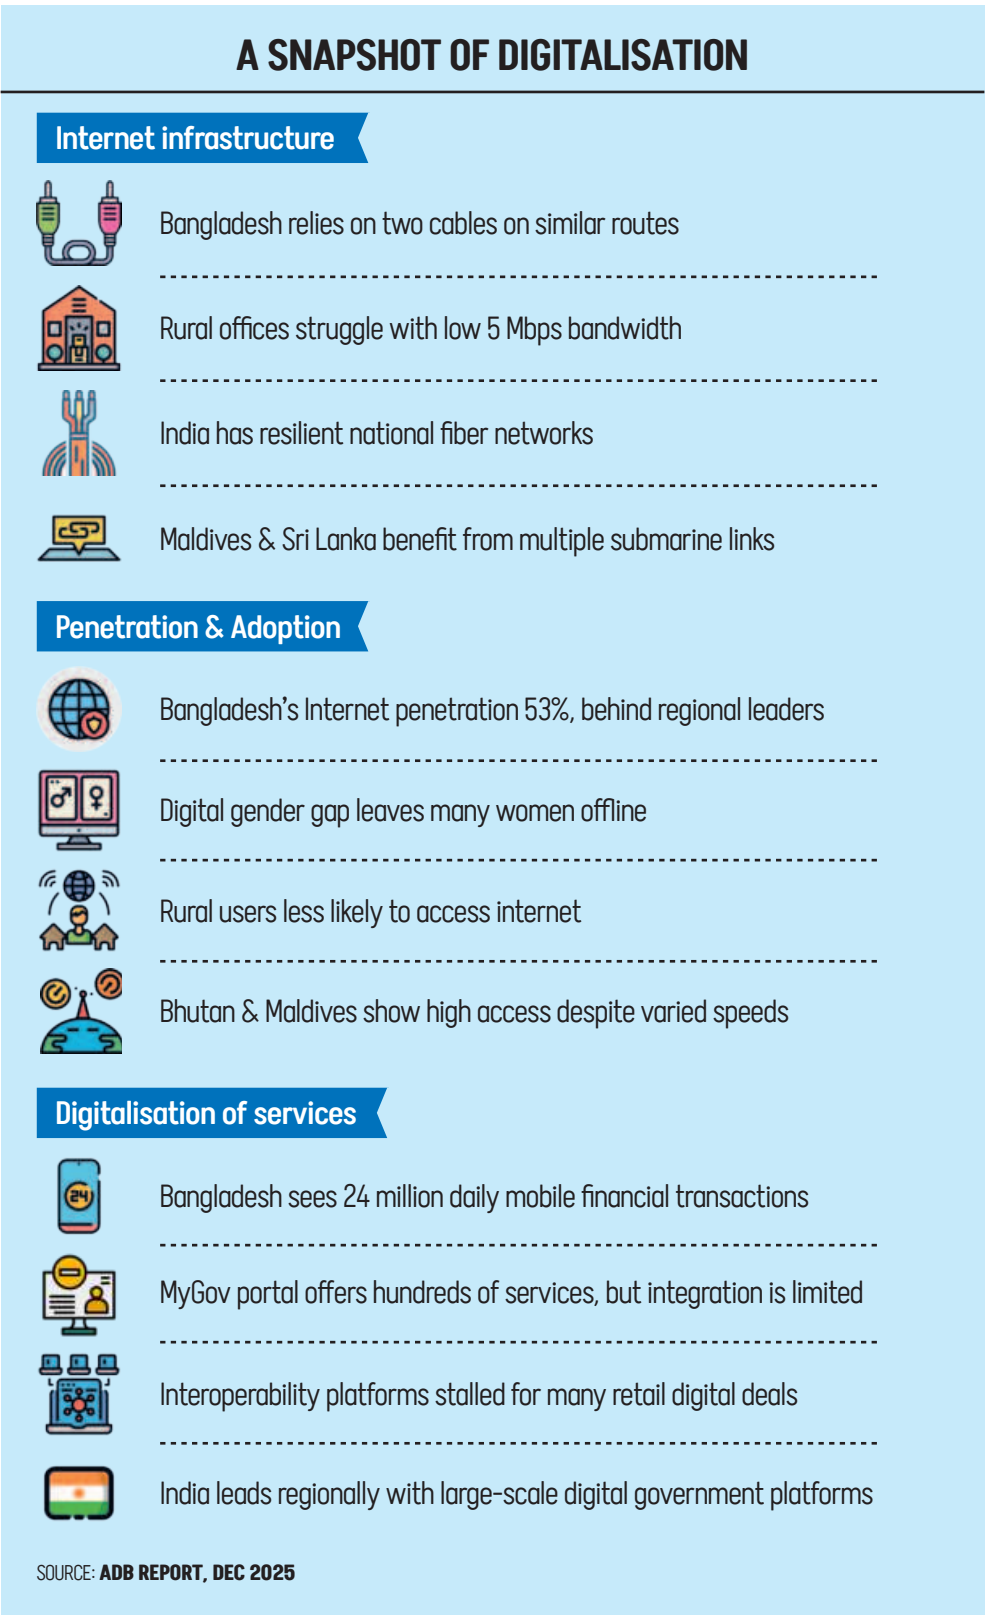 A SNAPSHOT OF DIGITALISATION
Internet infrastructure
Bangladesh relies on two cables on similar routes
Rural offices struggle with low 5 Mbps bandwidth
India has resilient national fiber networks
Maldives & Sri Lanka benefit from multiple submarine links
Penetration & Adoption
Bangladesh’s Internet penetration 53%, behind regional leaders
Digital gender gap leaves many women offline
Rural users less likely to access internet
Bhutan & Maldives show high access despite varied speeds
Digitalisation of services
24
Bangladesh sees 24 million daily mobile financial transactions
MyGov portal offers hundreds of services, but integration is limited
Interoperability platforms stalled for many retail digital deals
India leads regionally with large-scale digital government platforms
SOURCE: ADB REPORT, DEC 2025